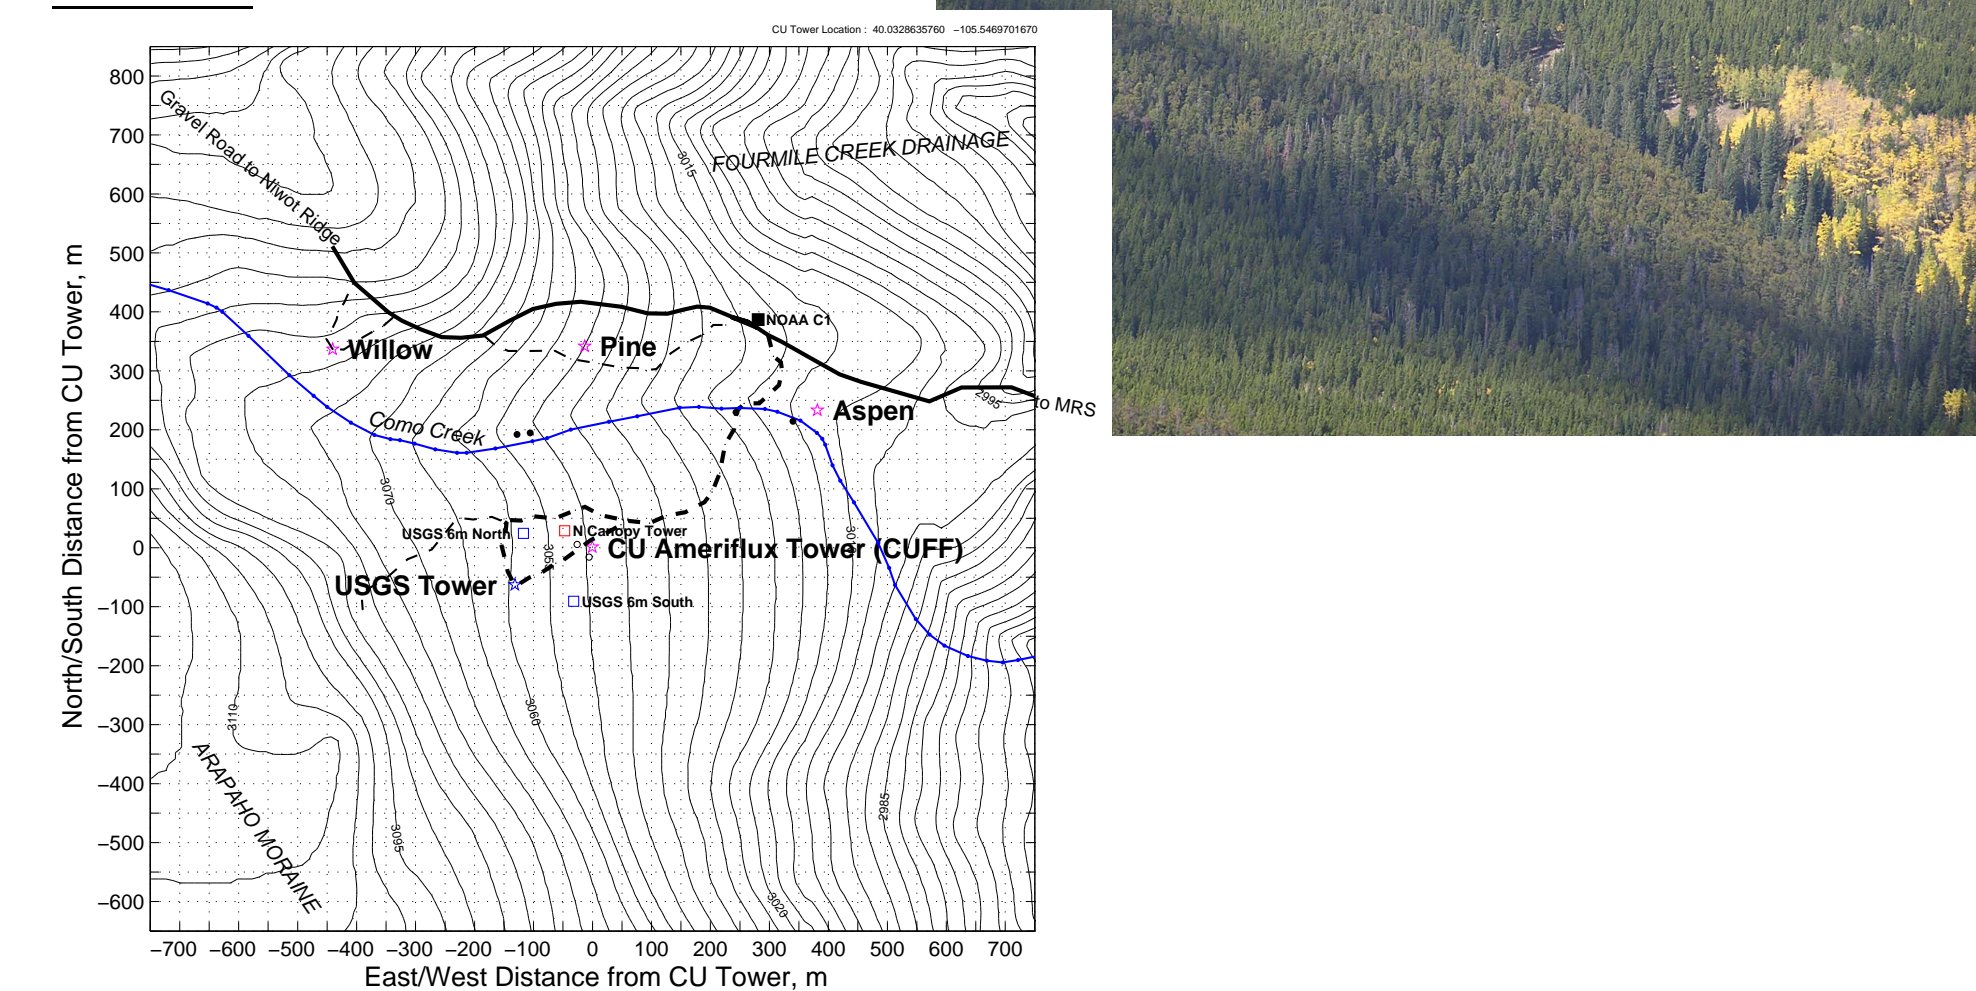 CU Tower Location : 40.0328635760 −105.5469701670
800
700
600
500
400
300
200
100
0
−100
−200
−300
−400
−500
−600
North/South Distance from CU Tower, m
Gravel Road to Niwot Ridge
FOURMILE CREEK DRAINAGE
3015
NOAA C1
Willow
Pine
2995
to MRS
Aspen
Como Creek
3070
USGS 6m North
N Canopy Tower
CU Ameriflux Tower (CUFF)
USGS Tower
USGS 6m South
3110
3060
ARAPAHO MORAINE
3095
2985
3020
−700 −600 −500 −400 −300 −200 −100 0 100 200 300 400 500 600 700
East/West Distance from CU Tower, m